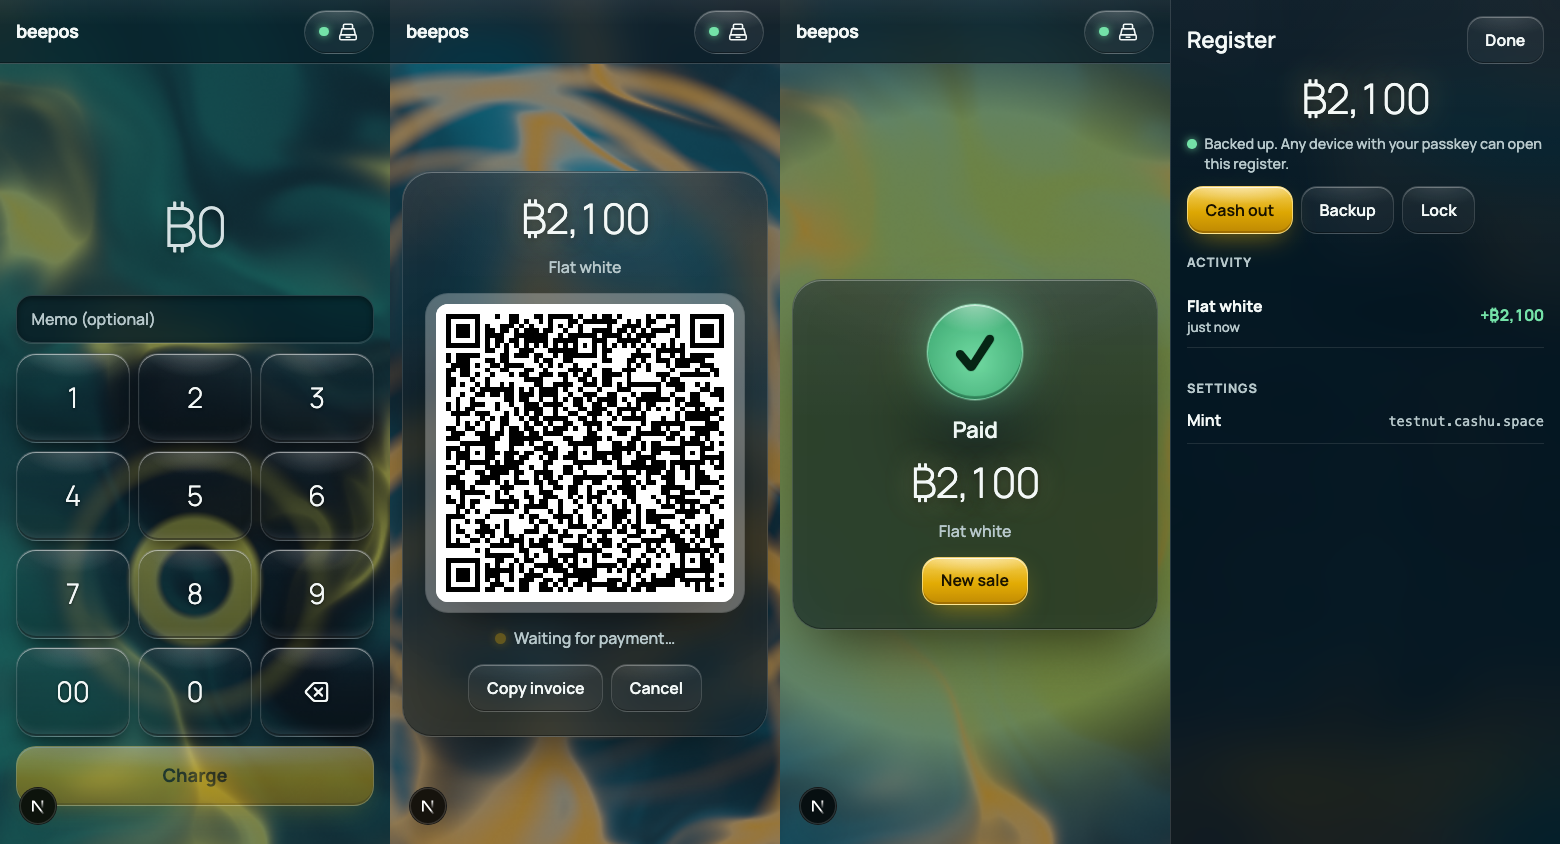 beepos
₿0
Memo (optional)
1 2 3
4 5 6
7 8 9
00 0
Charge
N
beepos
₿2,100
Flat white
Waiting for payment...
Copy invoice Cancel
N
beepos
Paid
₿2,100
Flat white
New sale
N
Register Done
₿2,100
Backed up. Any device with your passkey can open
this register.
Cash out Backup Lock
ACTIVITY
Flat white
just now
+₿2,100
SETTINGS
Mint testnut.cashu.space